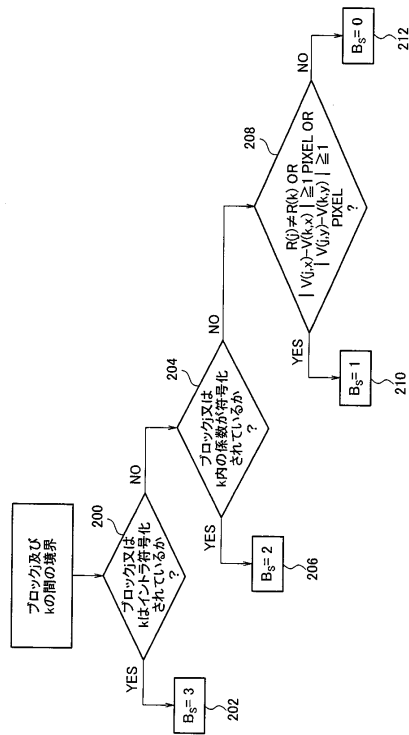 ブロックj及び
kの間の境界
200
ブロックj又は
kはイントラ符号化
されているか
?
YES
NO
BS= 3
202
204
ブロックj又は
k内の係数が符号化
されているか
?
YES
NO
BS= 2
206
208
R(j)≠R(k) OR
| V(j,x)−V(k,x) | ≧1 PIXEL OR
| V(j,y)−V(k,y) | ≧1
PIXEL
?
YES
NO
BS= 1
210
BS= 0
212